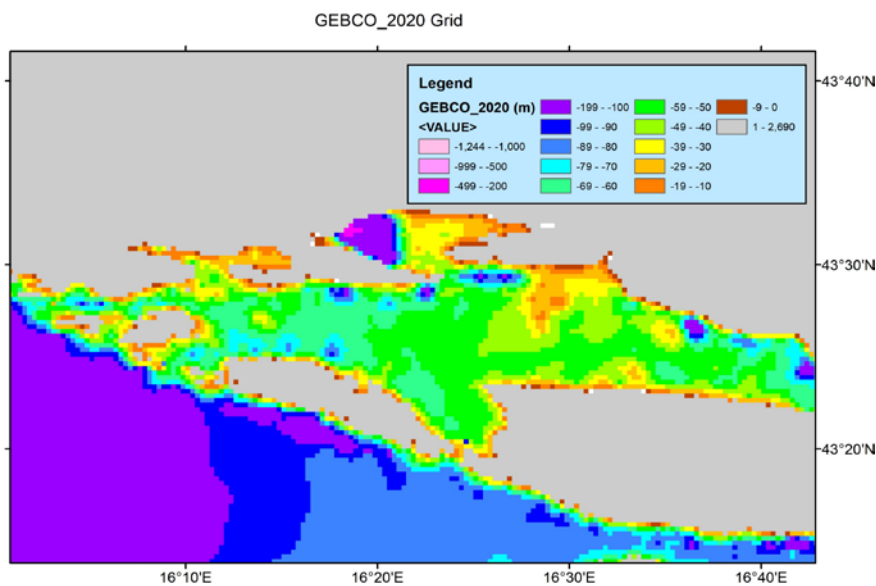 GEBCO_2020 Grid
Legend
GEBCO_2020 (m)
<VALUE>
-1,244 - -1,000
-999 - -500
-499 - -200
-199 - -100
-99 - -90
-89 - -80
-79 - -70
-69 - -60
-59 - -50
-49 - -40
-39 - -30
-29 - -20
-19 - -10
-9 - 0
1 - 2,690
43°40'N
43°30'N
43°20'N
16°10'E
16°20'E
16°30'E
16°40'E